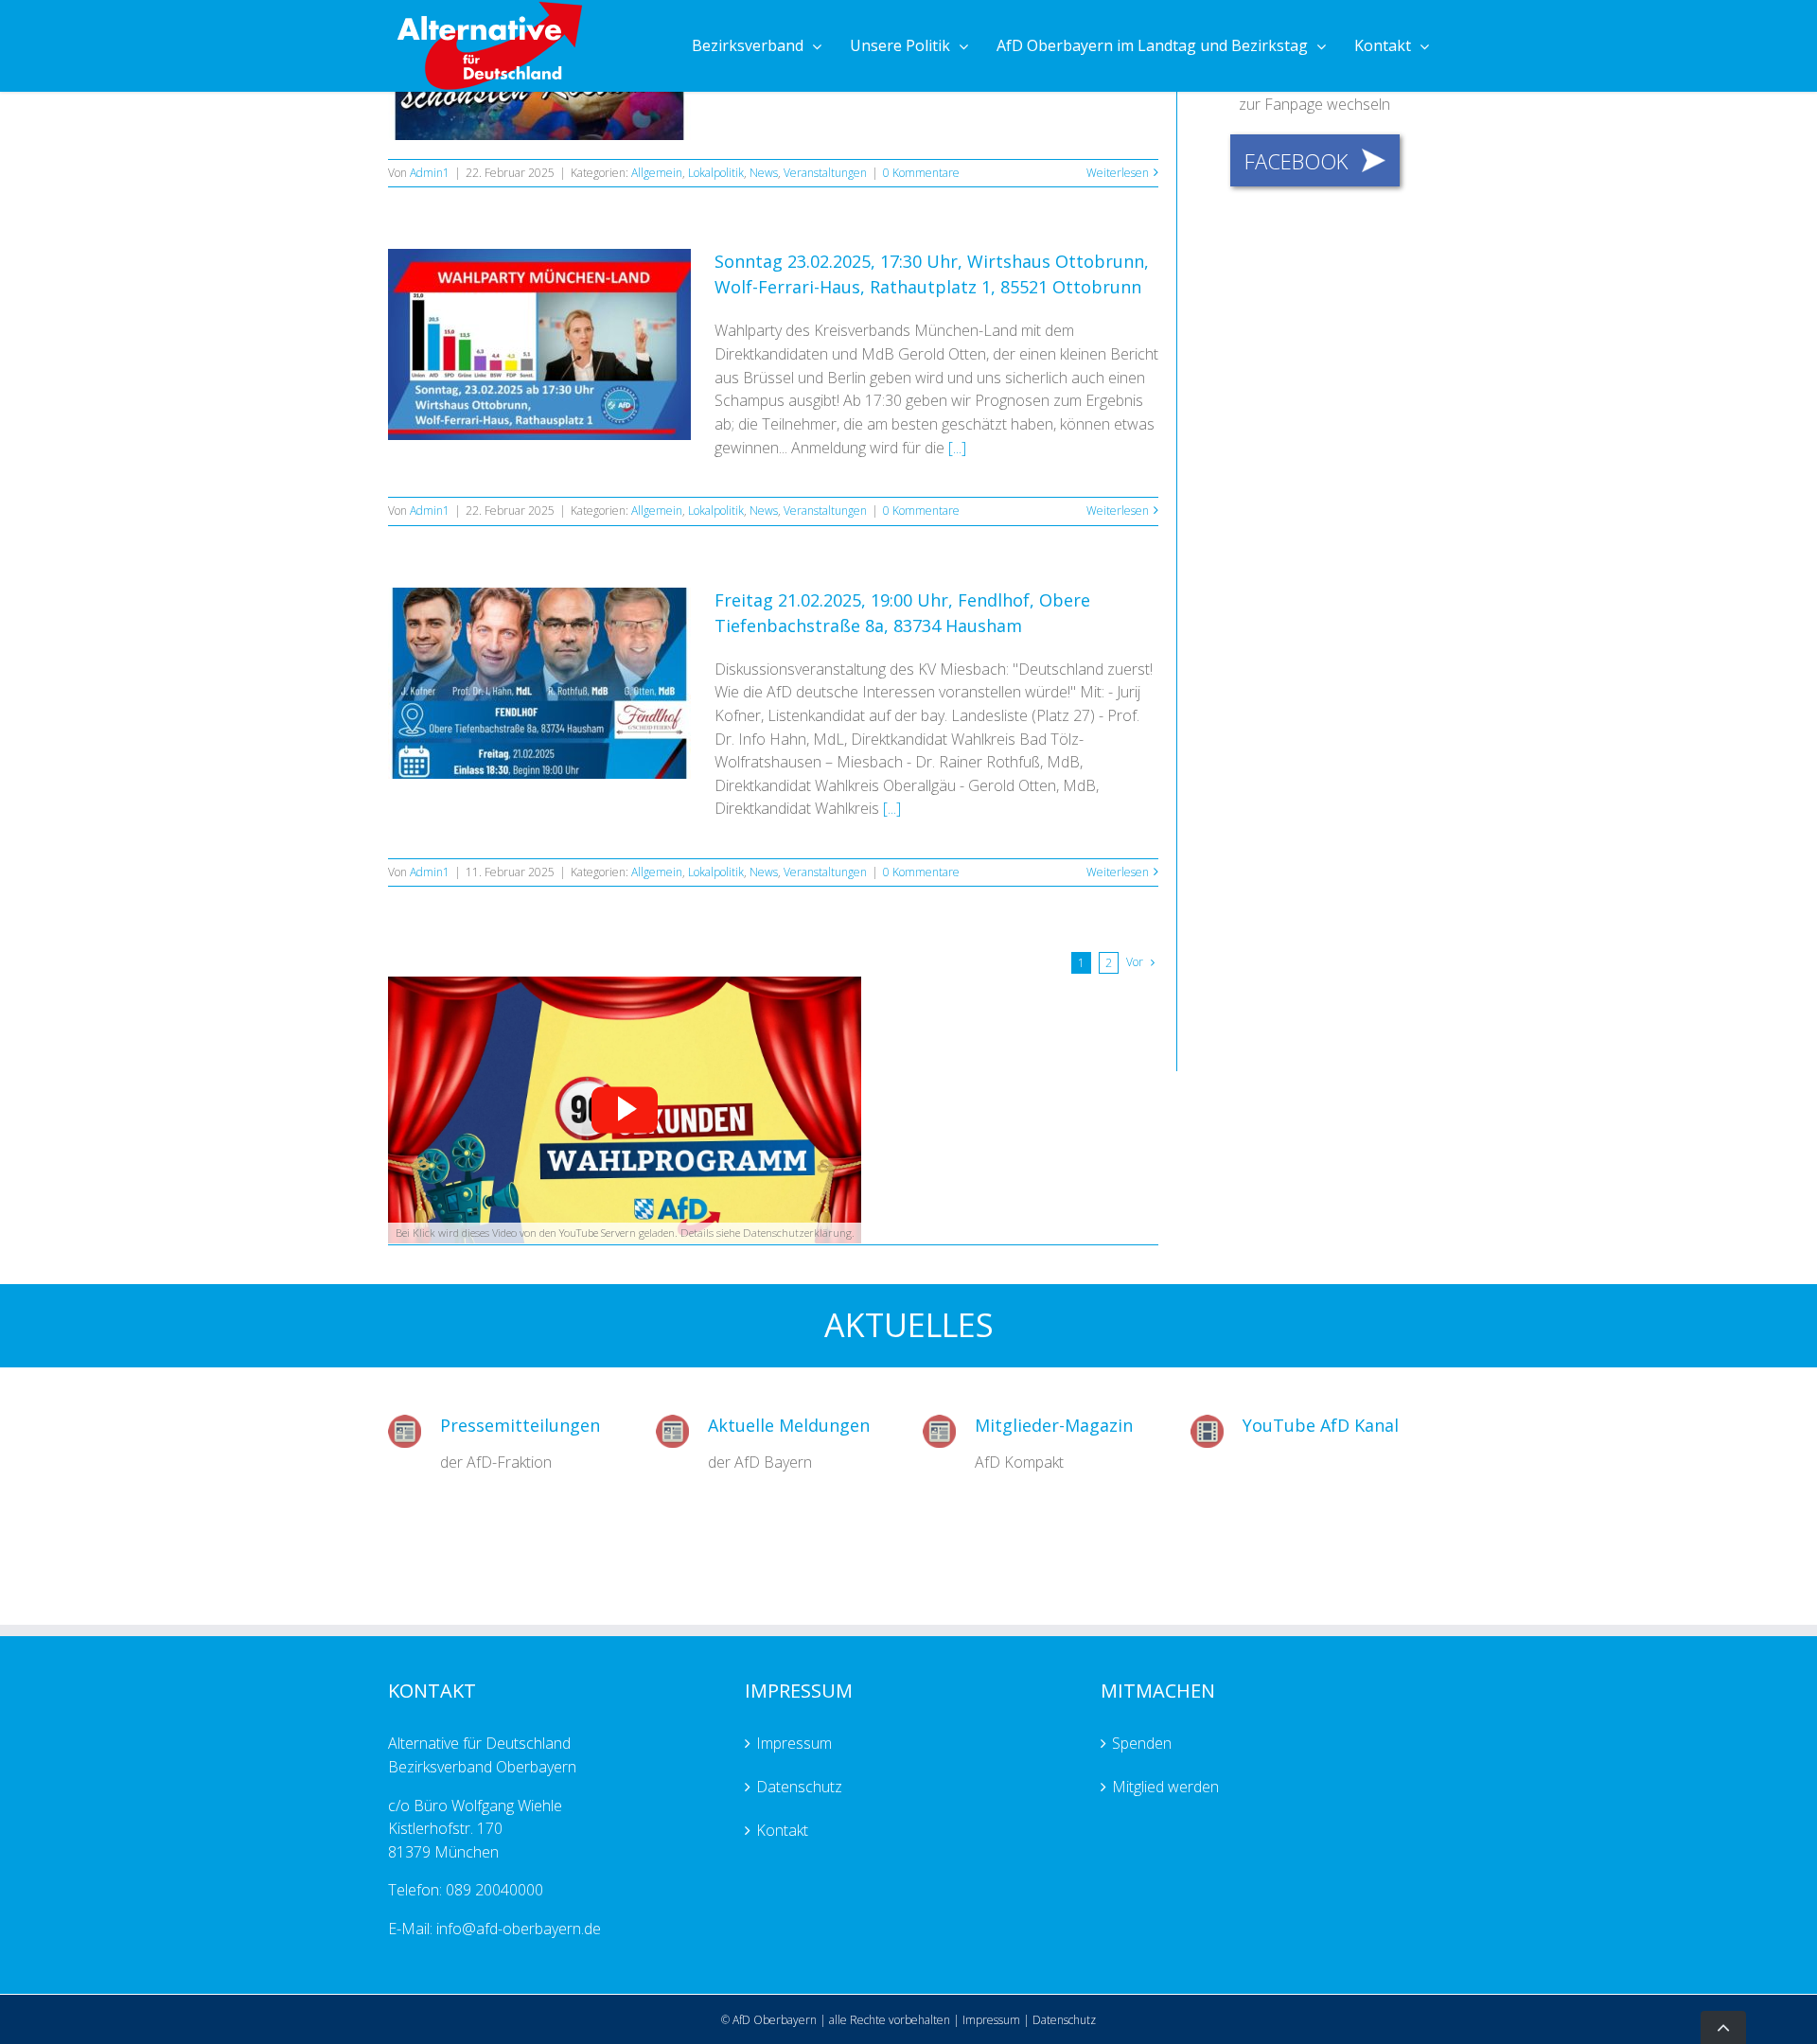 Alternative
für
Deutschland
Bezirksverband
Unsere Politik
AfD Oberbayern im Landtag und Bezirkstag
Kontakt
zur Fanpage wechseln
FACEBOOK
Von Admin1 | 22. Februar 2025 | Kategorien: Allgemein, Lokalpolitik, News, Veranstaltungen | 0 Kommentare
Weiterlesen
WAHLPARTY MÜNCHEN-LAND
Union AfD SPD Grüne Linke BSW FDP Sonst.
Sonntag, 23.02.2025 ab 17:30 Uhr
Wirtshaus Ottobrunn,
Wolf-Ferrari-Haus, Rathausplatz 1
Sonntag 23.02.2025, 17:30 Uhr, Wirtshaus Ottobrunn,
Wolf-Ferrari-Haus, Rathautplatz 1, 85521 Ottobrunn
Wahlparty des Kreisverbands München-Land mit dem
Direktkandidaten und MdB Gerold Otten, der einen kleinen Bericht
aus Brüssel und Berlin geben wird und uns sicherlich auch einen
Schampus ausgibt! Ab 17:30 geben wir Prognosen zum Ergebnis
ab; die Teilnehmer, die am besten geschätzt haben, können etwas
gewinnen... Anmeldung wird für die [...]
Von Admin1 | 22. Februar 2025 | Kategorien: Allgemein, Lokalpolitik, News, Veranstaltungen | 0 Kommentare
Weiterlesen
J. Kofner Prof. Dr. I. Hahn, MdL R. Rothfuß, MdB G. Otten, MdB
FENDLHOF
Obere Tiefenbachstraße 8a, 83734 Hausham
Fendlhof
Freitag, 21.02.2025
Einlass 18:30, Beginn 19:00 Uhr
Freitag 21.02.2025, 19:00 Uhr, Fendlhof, Obere
Tiefenbachstraße 8a, 83734 Hausham
Diskussionsveranstaltung des KV Miesbach: "Deutschland zuerst!
Wie die AfD deutsche Interessen voranstellen würde!" Mit: - Jurij
Kofner, Listenkandidat auf der bay. Landesliste (Platz 27) - Prof.
Dr. Info Hahn, MdL, Direktkandidat Wahlkreis Bad Tölz-
Wolfratshausen – Miesbach - Dr. Rainer Rothfuß, MdB,
Direktkandidat Wahlkreis Oberallgäu - Gerold Otten, MdB,
Direktkandidat Wahlkreis [...]
Von Admin1 | 11. Februar 2025 | Kategorien: Allgemein, Lokalpolitik, News, Veranstaltungen | 0 Kommentare
Weiterlesen
1 2 Vor
WAHLPROGRAMM
AfD
Bei Klick wird dieses Video von den YouTube Servern geladen. Details siehe Datenschutzerklärung.
AKTUELLES
Pressemitteilungen
der AfD-Fraktion
Aktuelle Meldungen
der AfD Bayern
Mitglieder-Magazin
AfD Kompakt
YouTube AfD Kanal
KONTAKT
Alternative für Deutschland
Bezirksverband Oberbayern
c/o Büro Wolfgang Wiehle
Kistlerhofstr. 170
81379 München
Telefon: 089 20040000
E-Mail: info@afd-oberbayern.de
IMPRESSUM
Impressum
Datenschutz
Kontakt
MITMACHEN
Spenden
Mitglied werden
© AfD Oberbayern | alle Rechte vorbehalten | Impressum | Datenschutz